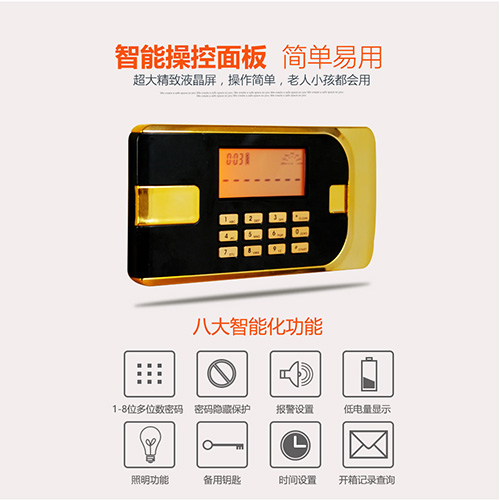 智能操控面板 简单易用
超大精致液晶屏，操作简单，老人小孩都会用
003
八大智能化功能
1-8位多位数密码 密码隐藏保护 报警设置 低电量显示
照明功能 备用钥匙 时间设置 开箱记录查询